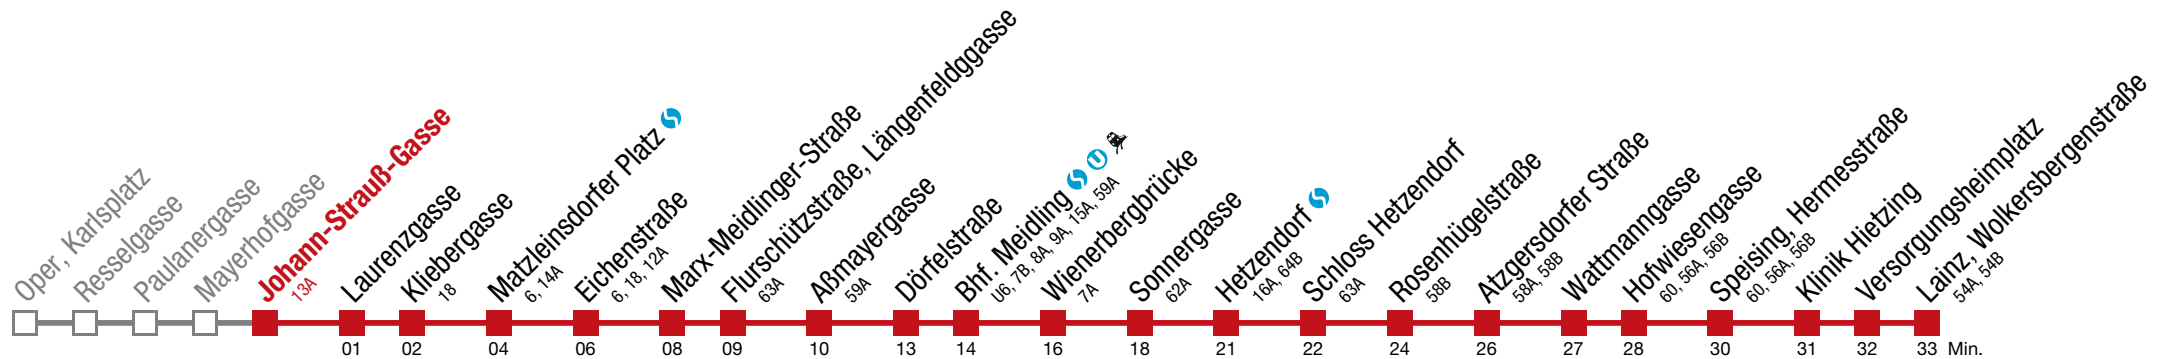 Oper, Karlsplatz
Resselgasse
Paulanergasse
Mayerhofgasse
Johann-Strauß-Gasse
13A
Laurenzgasse
Kliebergasse
18
Matzleinsdorfer Platz
6, 14A
Eichenstraße
6, 18, 12A
Marx-Meidlinger-Straße
Flurschützstraße, Längenfeldggasse
63A
Aßmayergasse
59A
Dörfelstraße
Bhf. Meidling U
U6, 7B, 8A, 9A, 15A, 59A
Wienerbergbrücke
7A
Sonnergasse
62A
Hetzendorf
16A, 64B
Schloss Hetzendorf
63A
Rosenhügelstraße
58B
Atzgersdorfer Straße
58A, 58B
Wattmanngasse
Hofwiesengasse
60, 56A, 56B
Speising, Hermesstraße
60, 56A, 56B
Klinik Hietzing
Versorgungsheimplatz
Lainz, Wolkersbergenstraße
54A, 54B
01 02 04 06 08 09 10 13 14 16 18 21 22 24 26 27 28 30 31 32 33 Min.